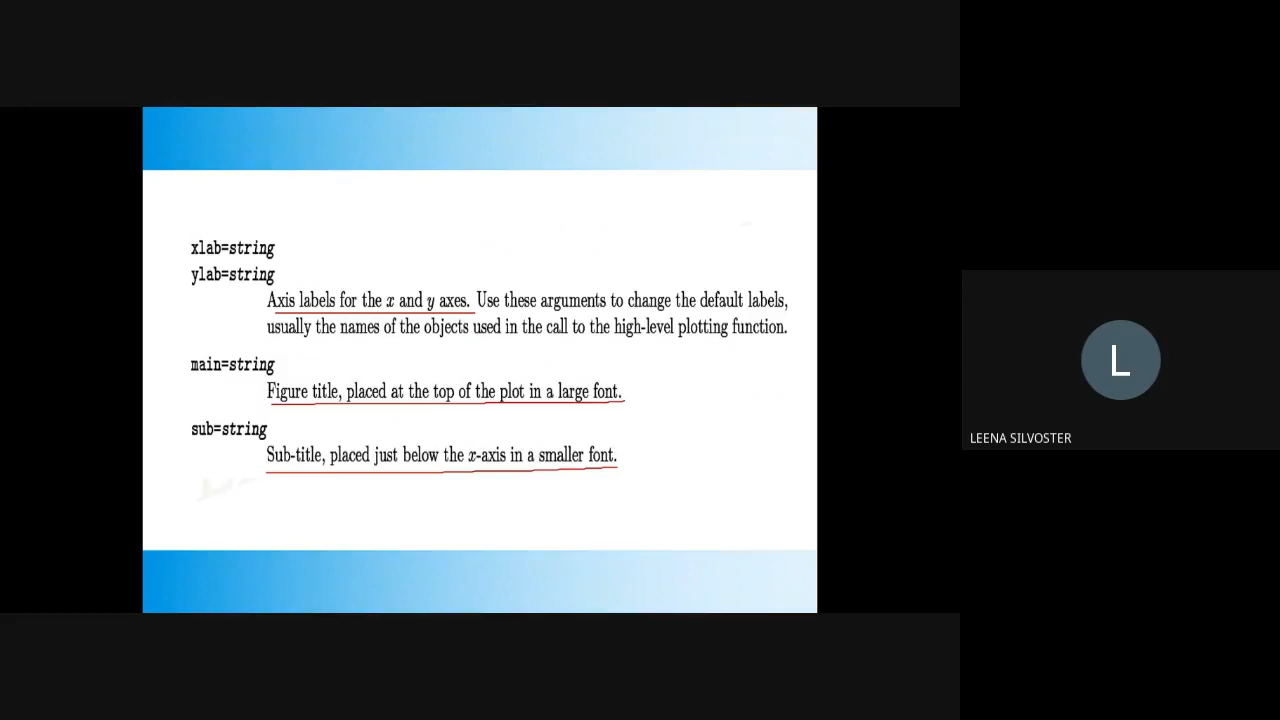 xlab=string
ylab=string
Axis labels for the x and y axes. Use these arguments to change the default labels,
usually the names of the objects used in the call to the high-level plotting function.
main=string
Figure title, placed at the top of the plot in a large font.
sub=string
Sub-title, placed just below the x-axis in a smaller font.
L
LEENA SILVOSTER